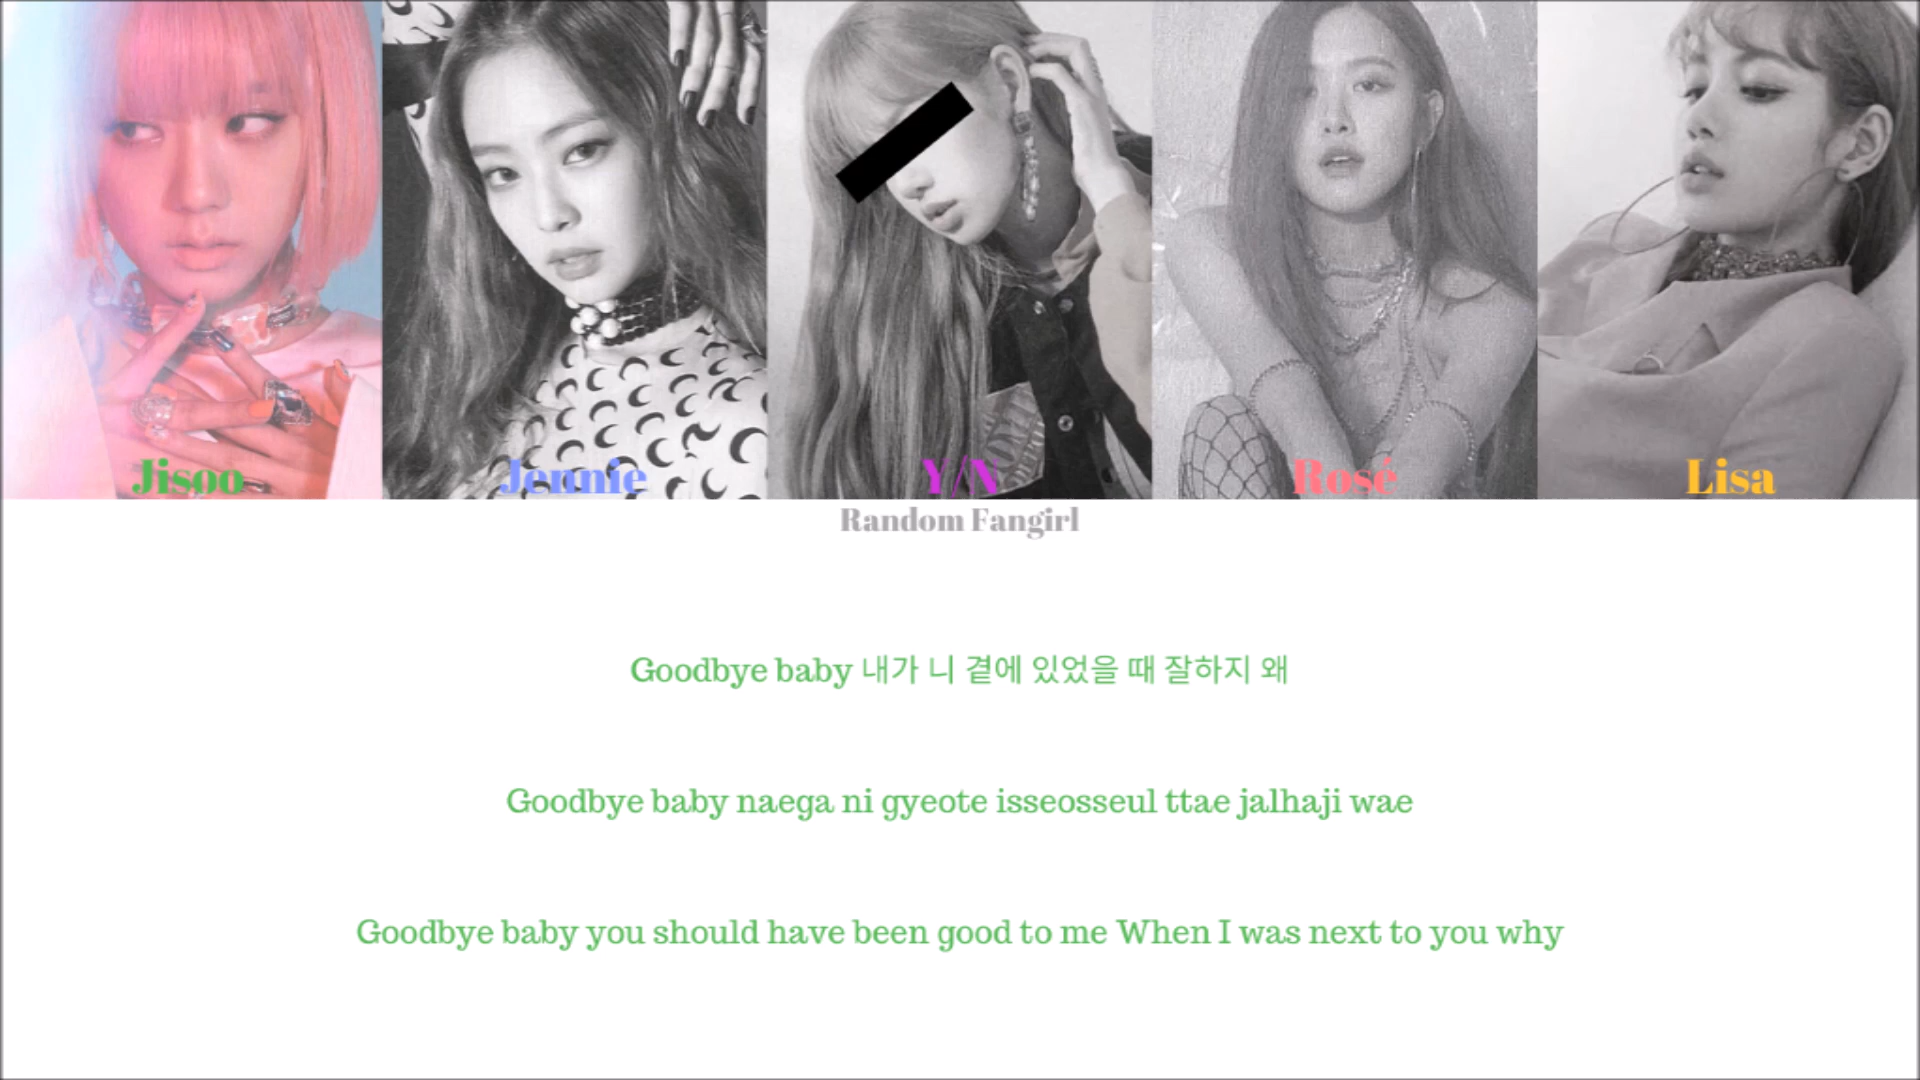 Jisoo Jennie Y/N Rosé Lisa
Random Fangirl
Goodbye baby 내가 니 곁에 있었을 때 잘하지 왜
Goodbye baby naega ni gyeote isseosseul ttae jalhaji wae
Goodbye baby you should have been good to me When I was next to you why